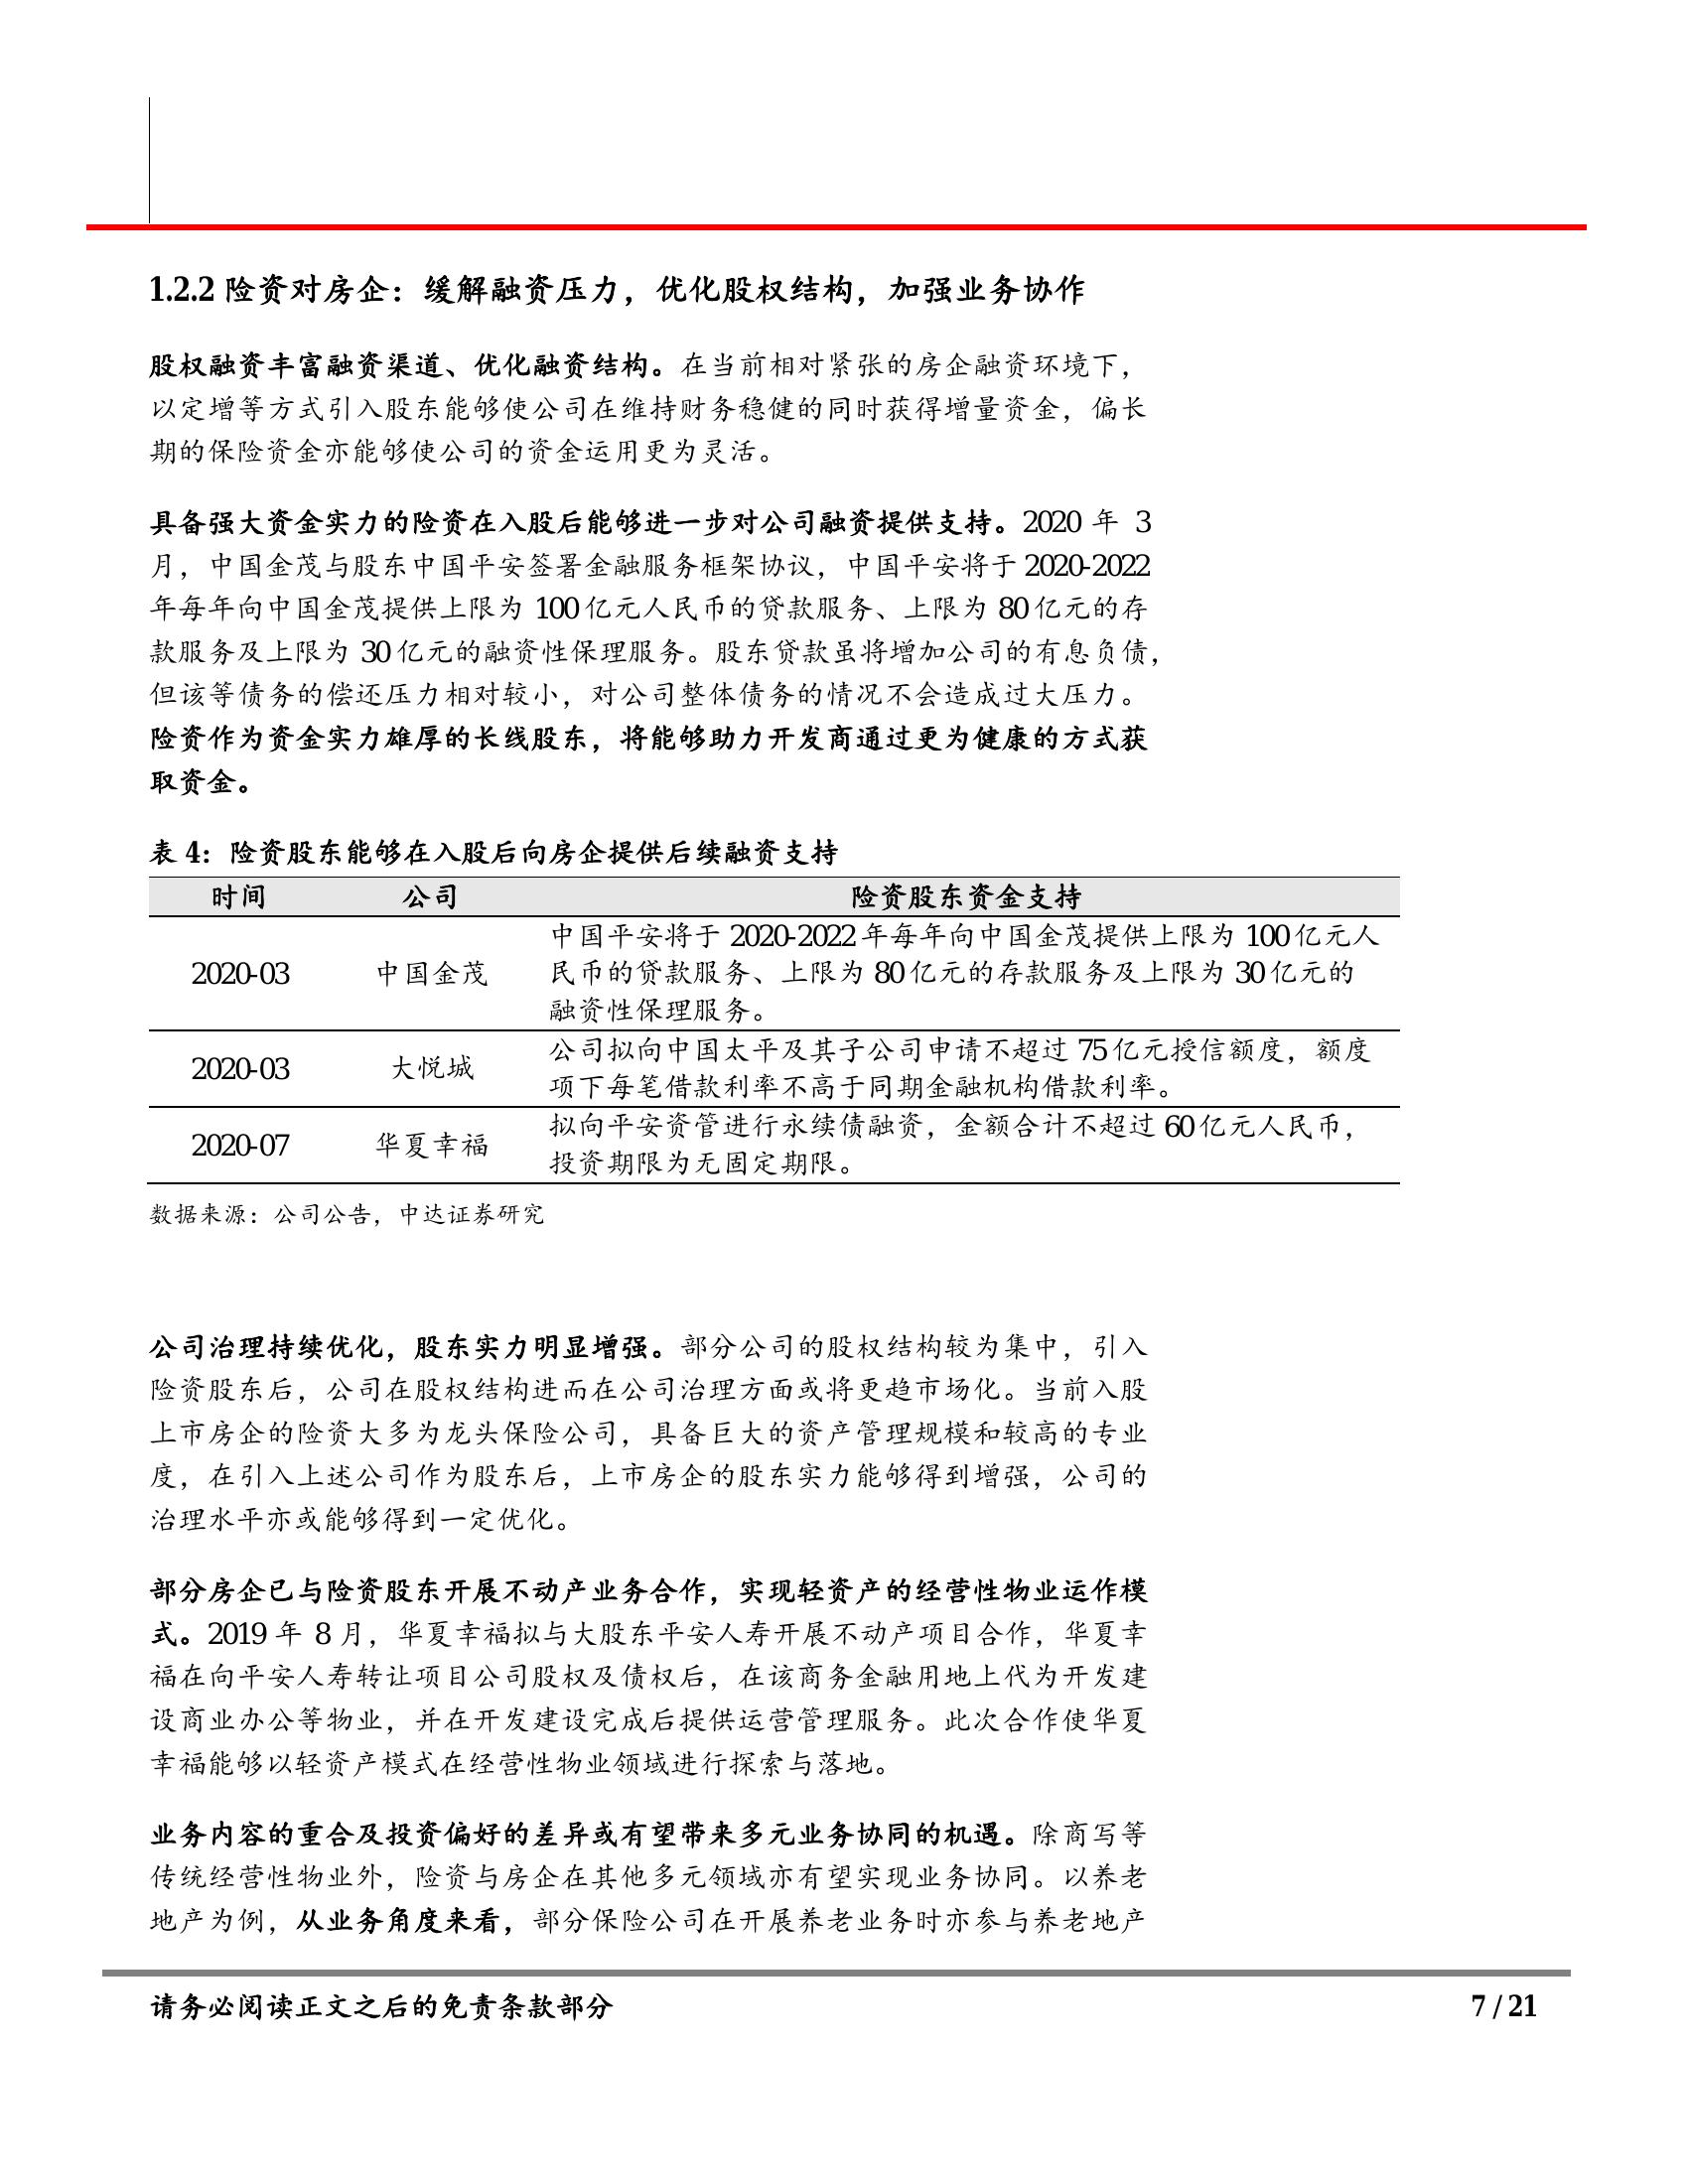 1.2.2 险资对房企：缓解融资压力，优化股权结构，加强业务协作
股权融资丰富融资渠道、优化融资结构。在当前相对紧张的房企融资环境下，
以定增等方式引入股东能够使公司在维持财务稳健的同时获得增量资金，偏长
期的保险资金亦能够使公司的资金运用更为灵活。
具备强大资金实力的险资在入股后能够进一步对公司融资提供支持。2020 年 3
月，中国金茂与股东中国平安签署金融服务框架协议，中国平安将于 2020-2022
年每年向中国金茂提供上限为 100 亿元人民币的贷款服务、上限为 80 亿元的存
款服务及上限为 30 亿元的融资性保理服务。股东贷款虽将增加公司的有息负债，
但该等债务的偿还压力相对较小，对公司整体债务的情况不会造成过大压力。
险资作为资金实力雄厚的长线股东，将能够助力开发商通过更为健康的方式获
取资金。
表 4：险资股东能够在入股后向房企提供后续融资支持
时间 公司 险资股东资金支持
中国平安将于 2020-2022 年每年向中国金茂提供上限为 100 亿元人
2020-03 中国金茂 民币的贷款服务、上限为 80 亿元的存款服务及上限为 30 亿元的
融资性保理服务。
2020-03 大悦城 公司拟向中国太平及其子公司申请不超过 75 亿元授信额度，额度
项下每笔借款利率不高于同期金融机构借款利率。
2020-07 华夏幸福 拟向平安资管进行永续债融资，金额合计不超过 60 亿元人民币，
投资期限为无固定期限。
数据来源：公司公告，中达证券研究
公司治理持续优化，股东实力明显增强。部分公司的股权结构较为集中，引入
险资股东后，公司在股权结构进而在公司治理方面或将更趋市场化。当前入股
上市房企的险资大多为龙头保险公司，具备巨大的资产管理规模和较高的专业
度，在引入上述公司作为股东后，上市房企的股东实力能够得到增强，公司的
治理水平亦或能够得到一定优化。
部分房企已与险资股东开展不动产业务合作，实现轻资产的经营性物业运作模
式。2019 年 8 月，华夏幸福拟与大股东平安人寿开展不动产项目合作，华夏幸
福在向平安人寿转让项目公司股权及债权后，在该商务金融用地上代为开发建
设商业办公等物业，并在开发建设完成后提供运营管理服务。此次合作使华夏
幸福能够以轻资产模式在经营性物业领域进行探索与落地。
业务内容的重合及投资偏好的差异或有望带来多元业务协同的机遇。除商写等
传统经营性物业外，险资与房企在其他多元领域亦有望实现业务协同。以养老
地产为例，从业务角度来看，部分保险公司在开展养老业务时亦参与养老地产
请务必阅读正文之后的免责条款部分 7 / 21